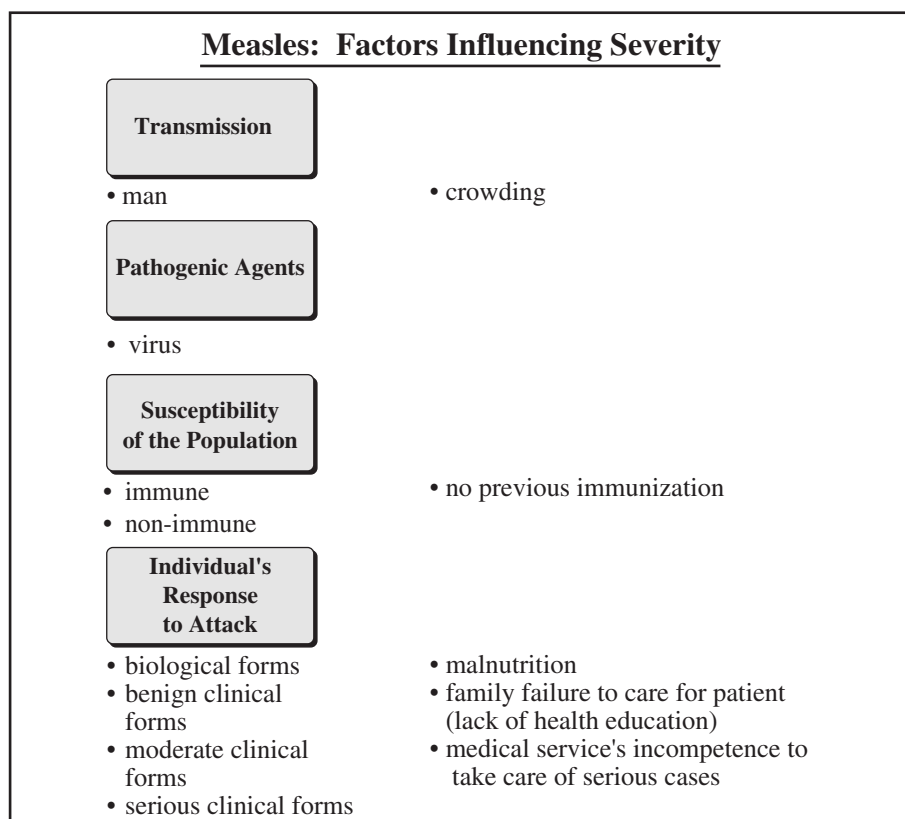 Measles: Factors Influencing Severity
Transmission
• man
• crowding
Pathogenic Agents
• virus
Susceptibility
of the Population
• immune
• no previous immunization
• non-immune
Individual's
Response
to Attack
• biological forms
• benign clinical
forms
• moderate clinical
forms
• serious clinical forms
• malnutrition
• family failure to care for patient
(lack of health education)
• medical service's incompetence to
take care of serious cases